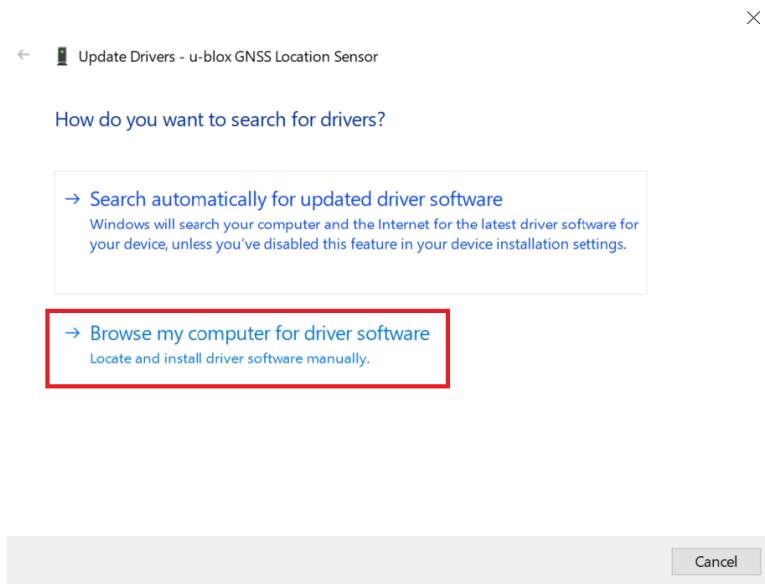 Update Drivers - u-blox GNSS Location Sensor
How do you want to search for drivers?
Search automatically for updated driver software
Windows will search your computer and the Internet for the latest driver software for
your device, unless you’ve disabled this feature in your device installation settings.
Browse my computer for driver software
Locate and install driver software manually.
Cancel